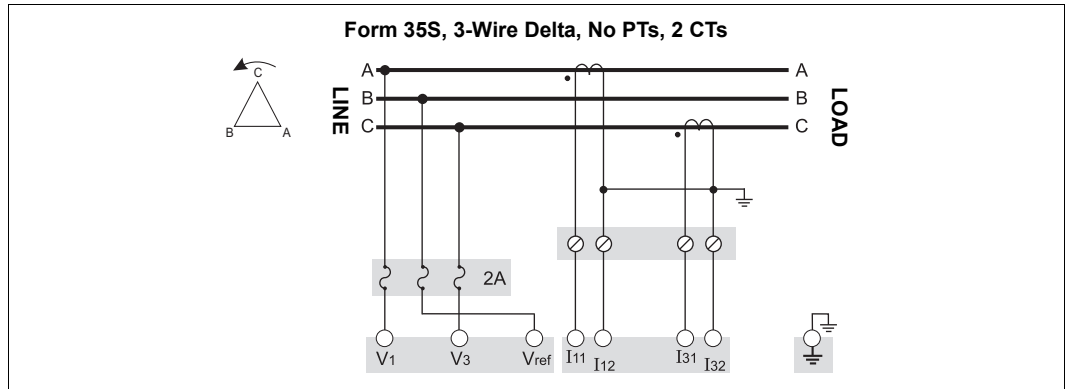 Form 35S, 3-Wire Delta, No PTs, 2 CTs
C
B
A
LINE
A
B
C
A
B
C
LOAD
2A
V1
V3
Vref
I11
I12
I31
I32